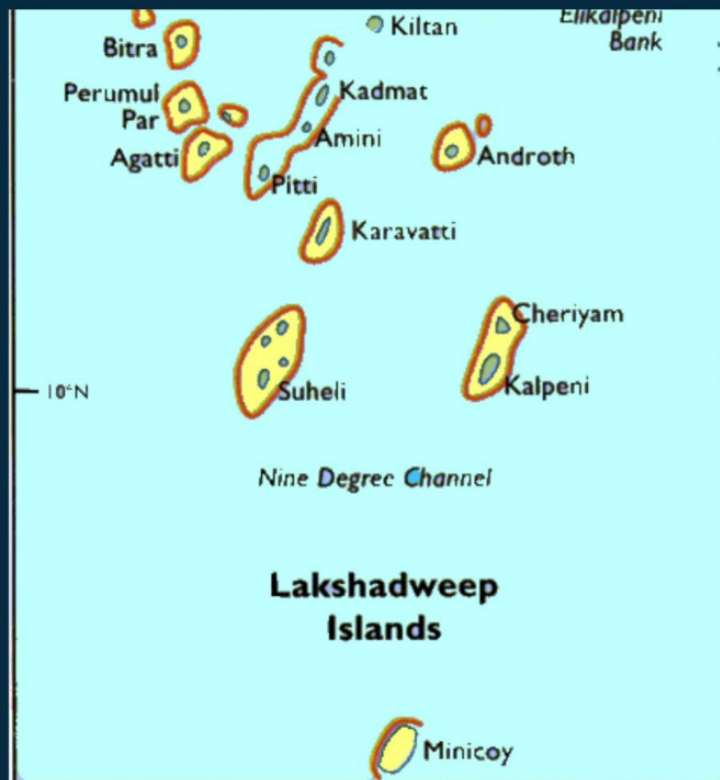 Kiltan
Elikalpeni
Bank
Bitra
Perumul
Par
Kadmat
Amini
Agatti
Androth
Pitti
Karavatti
Cheriyam
Suheli
Kalpeni
10°N
Nine Degree Channel
Lakshadweep
Islands
Minicoy